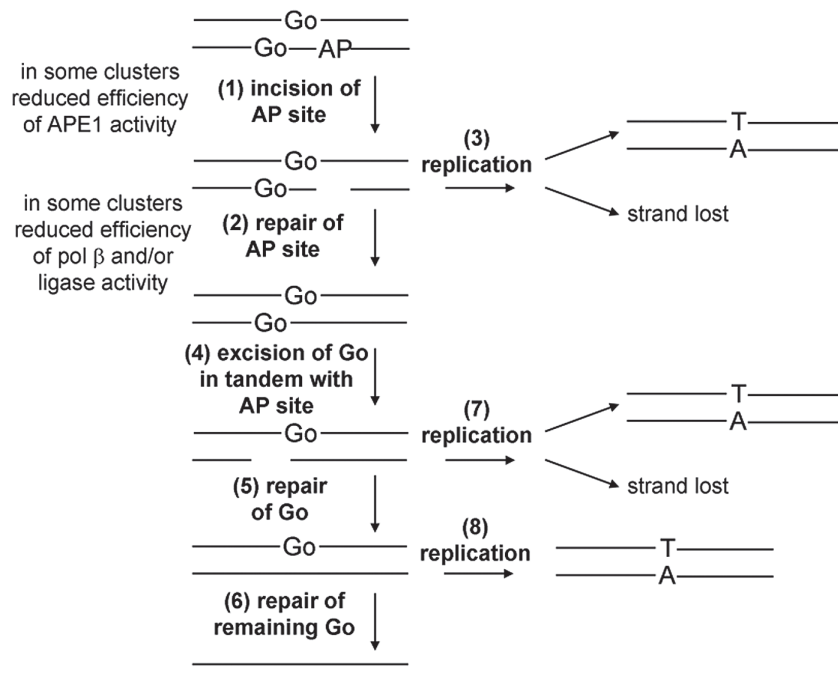 Go
Go AP
in some clusters
reduced efficiency
of APE1 activity
(1) incision of
AP site
Go
Go
(3)
replication
T
A
strand lost
in some clusters
reduced efficiency
of pol β and/or
ligase activity
(2) repair of
AP site
Go
Go
(4) excision of Go
in tandem with
AP site
Go
(7)
replication
T
A
strand lost
(5) repair
of Go
Go
(8)
replication
T
A
(6) repair of
remaining Go